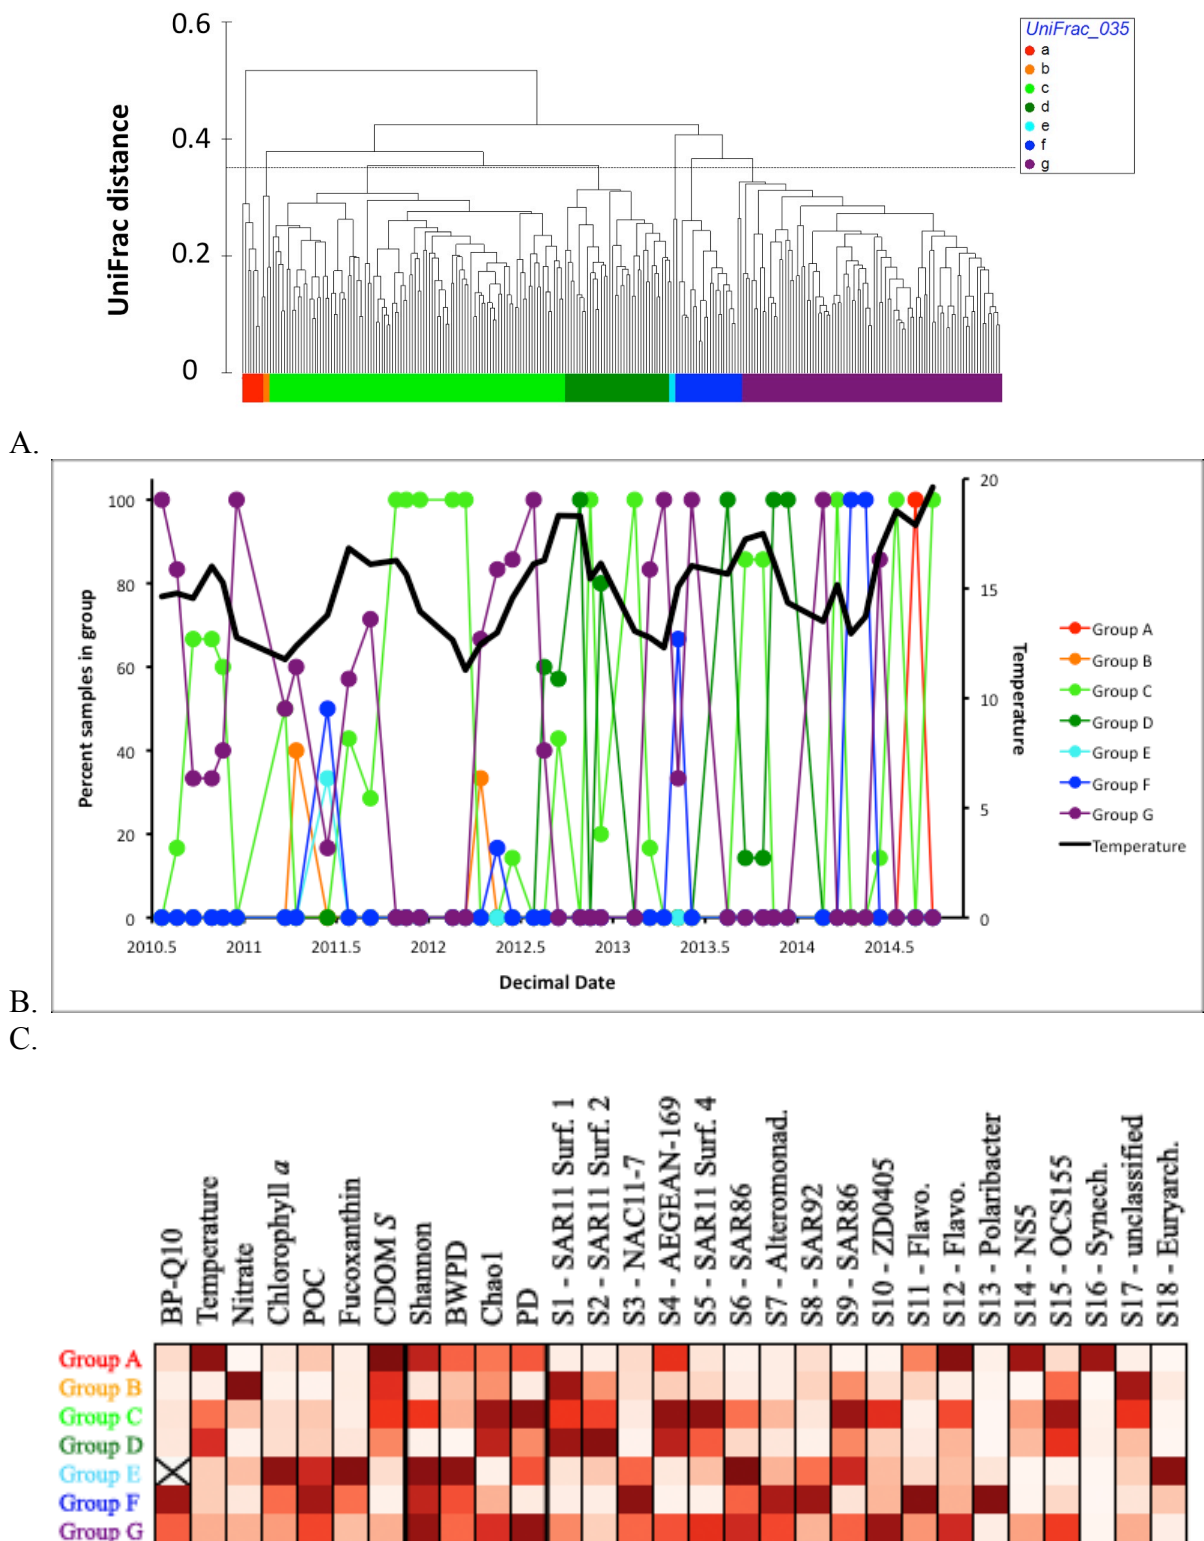 0.6
0.4
0.2
0
UniFrac distance
UniFrac_035
a
b
c
d
e
f
g
A.
100
80
60
40
20
0
Percent samples in group
20
15
10
5
0
Temperature
2010.5 2011 2011.5 2012 2012.5 2013 2013.5 2014 2014.5
Decimal Date
Group A
Group B
Group C
Group D
Group E
Group F
Group G
Temperature
B.
C.
BP-Q10
Temperature
Nitrate
Chlorophyll a
POC
Fucoxanthin
CDOM S
Shannon
BWPD
Chao1
PD
S1 - SAR11 Surf. 1
S2 - SAR11 Surf. 2
S3 - NAC11-7
S4 - AEGEAN-169
S5 - SAR11 Surf. 4
S6 - SAR86
S7 - Alteromonad.
S8 - SAR92
S9 - SAR86
S10 - ZD0405
S11 - Flavo.
S12 - Flavo.
S13 - Polaribacter
S14 - NS5
S15 - OCS155
S16 - Synech.
S17 - unclassified
S18 - Euryarch.
Group A
Group B
Group C
Group D
Group E
Group F
Group G